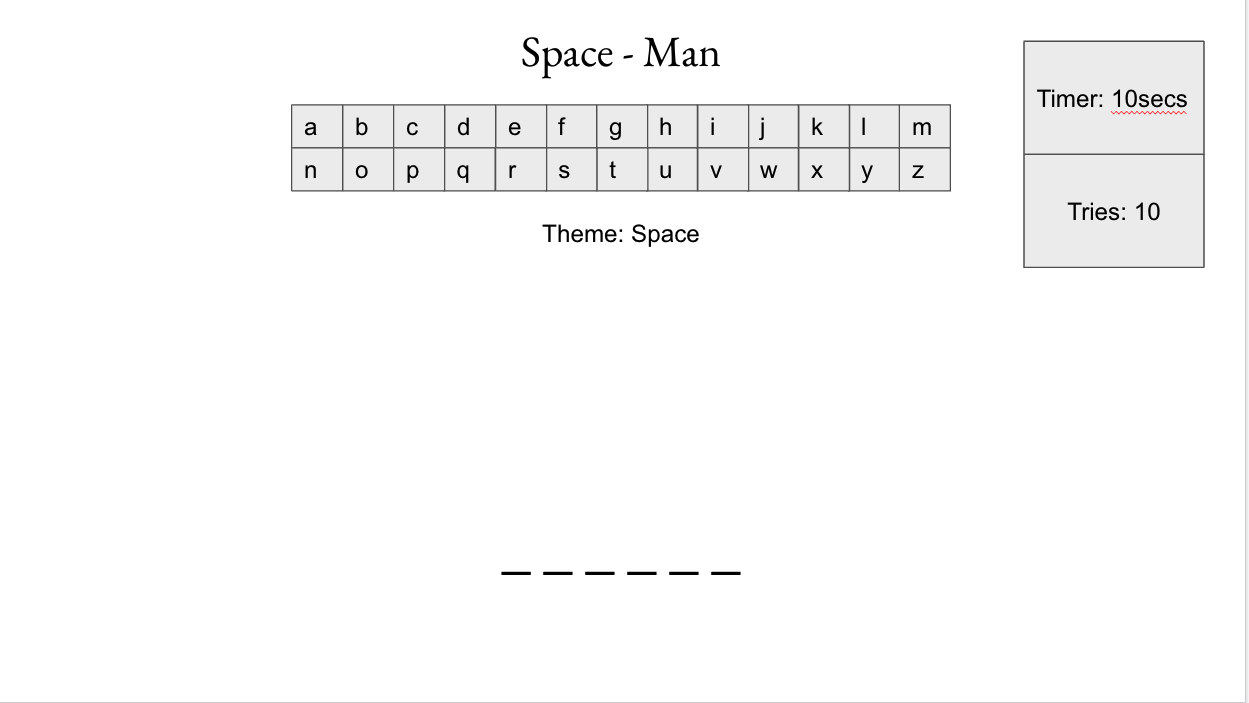 Space - Man
a b c d e f g h i j k l m
n o p q r s t u v w x y z
Theme: Space
Timer: 10secs
Tries: 10
_ _ _ _ _ _